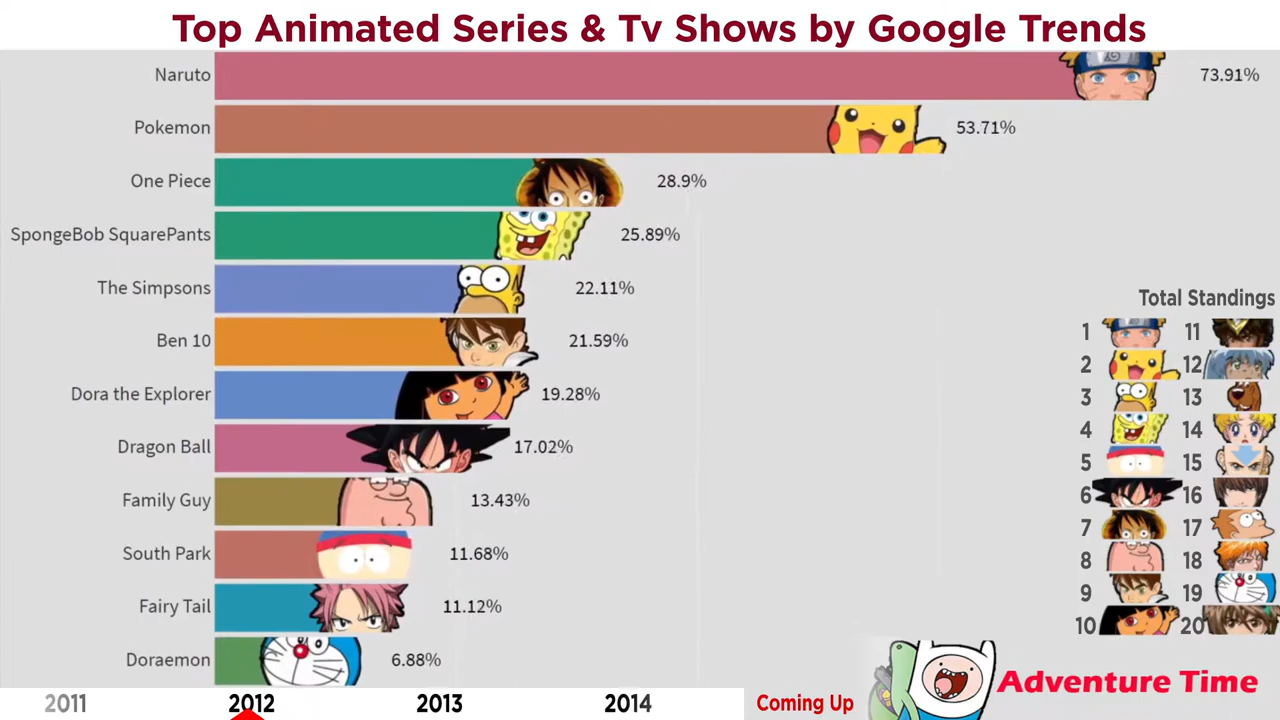 Top Animated Series & Tv Shows by Google Trends
Naruto 73.91%
Pokemon 53.71%
One Piece 28.9%
SpongeBob SquarePants 25.89%
The Simpsons 22.11%
Ben 10 21.59%
Dora the Explorer 19.28%
Dragon Ball 17.02%
Family Guy 13.43%
South Park 11.68%
Fairy Tail 11.12%
Doraemon 6.88%
Total Standings
1 11
2 12
3 13
4 14
5 15
6 16
7 17
8 18
9 19
10 20
2011 2012 2013 2014
Coming Up
Adventure Time